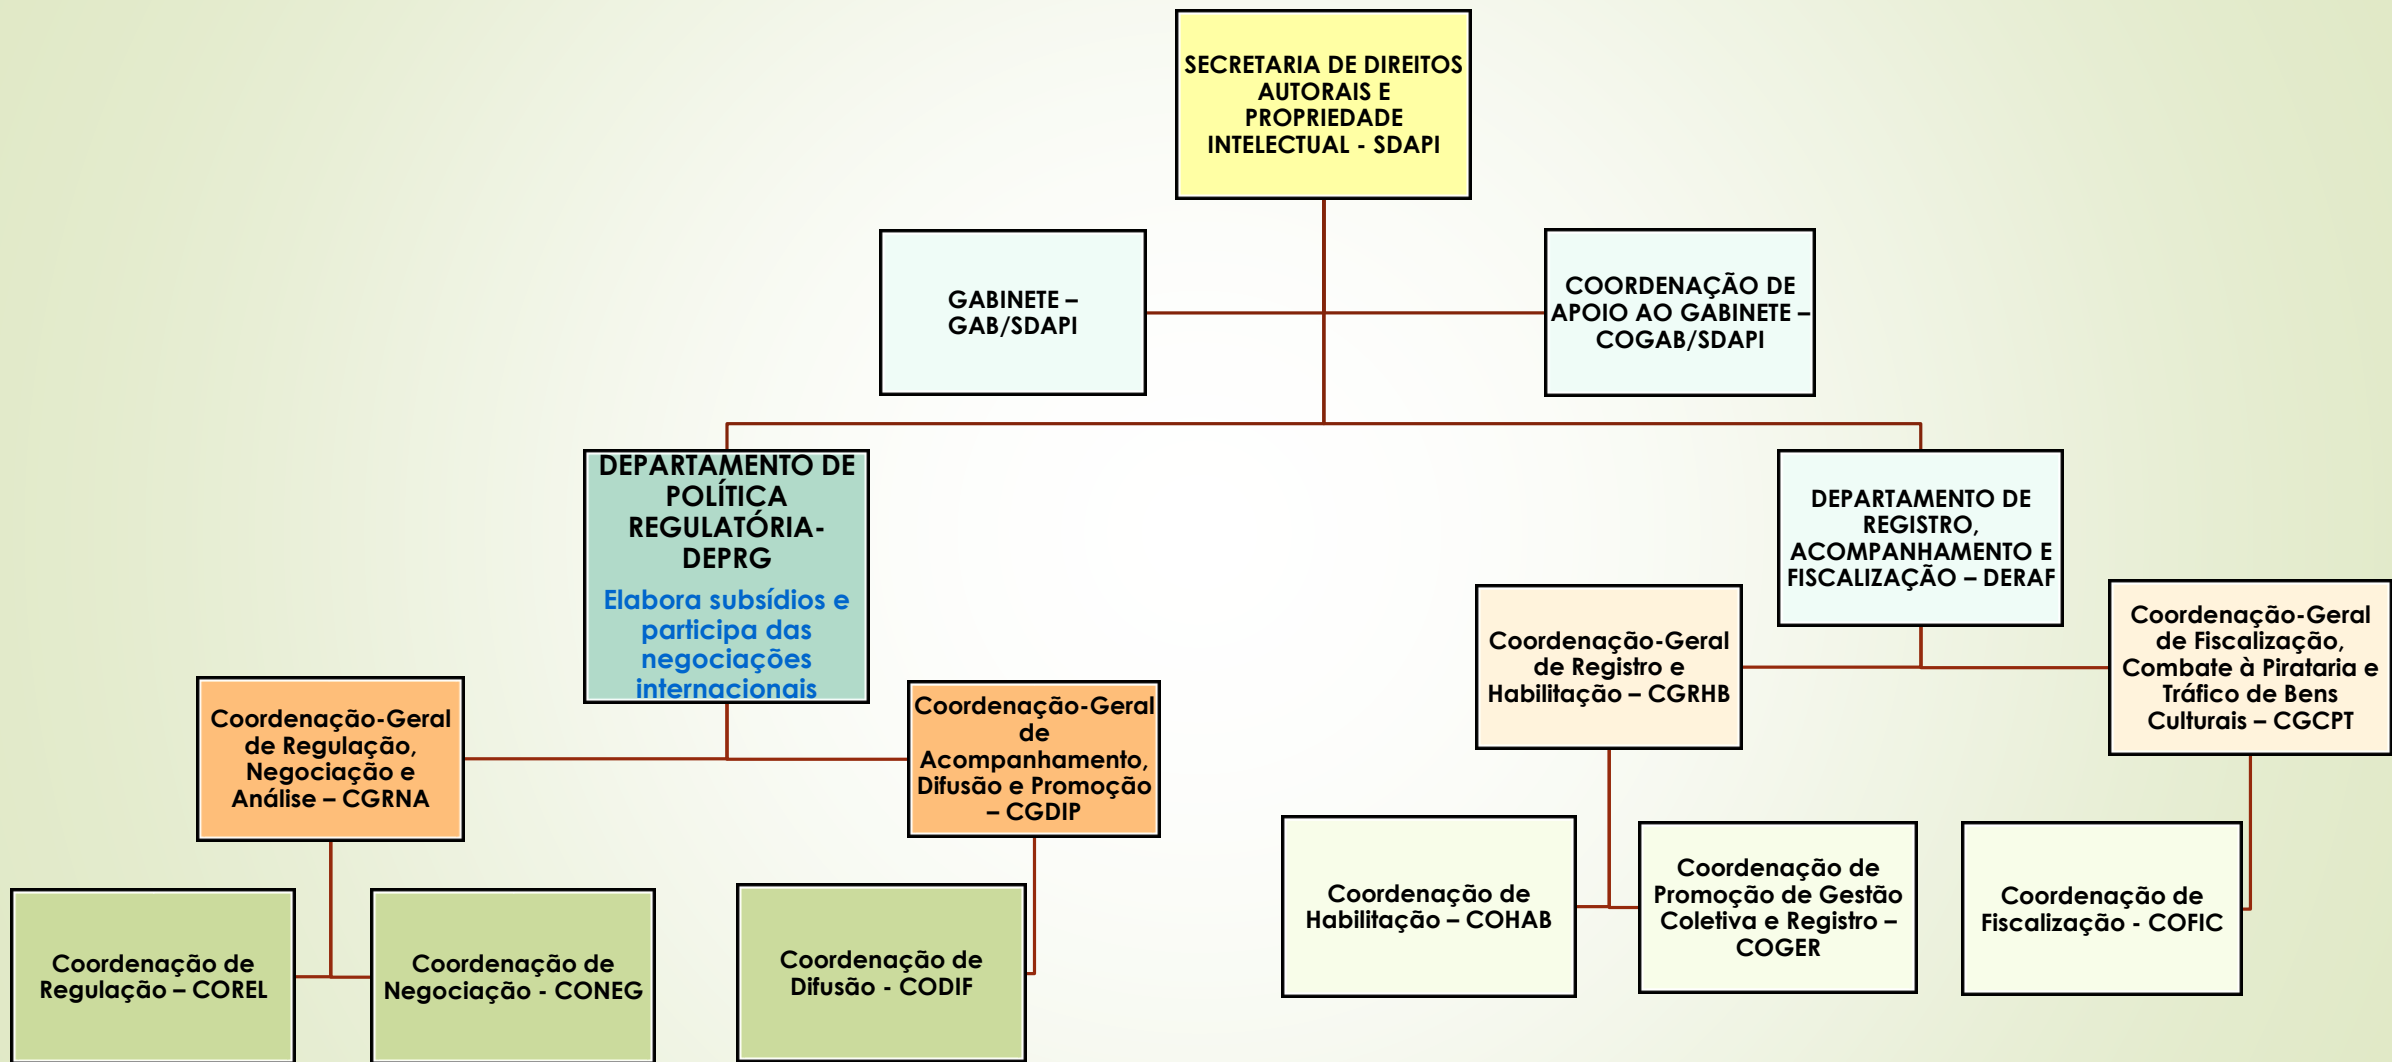 SECRETARIA DE DIREITOS
AUTORAIS E
PROPRIEDADE
INTELECTUAL - SDAPI
GABINETE –
GAB/SDAPI
COORDENAÇÃO DE
APOIO AO GABINETE –
COGAB/SDAPI
DEPARTAMENTO DE
POLÍTICA
REGULATÓRIA-
DEPRG
Elabora subsídios e
participa das
negociações
internacionais
DEPARTAMENTO DE
REGISTRO,
ACOMPANHAMENTO E
FISCALIZAÇÃO – DERAF
Coordenação-Geral
de Regulação,
Negociação e
Análise – CGRNA
Coordenação-Geral
de
Acompanhamento,
Difusão e Promoção
– CGDIP
Coordenação-Geral
de Registro e
Habilitação – CGRHB
Coordenação-Geral
de Fiscalização,
Combate à Pirataria e
Tráfico de Bens
Culturais – CGCPT
Coordenação de
Regulação – COREL
Coordenação de
Negociação - CONEG
Coordenação de
Difusão - CODIF
Coordenação de
Habilitação – COHAB
Coordenação de
Promoção de Gestão
Coletiva e Registro –
COGER
Coordenação de
Fiscalização - COFIC